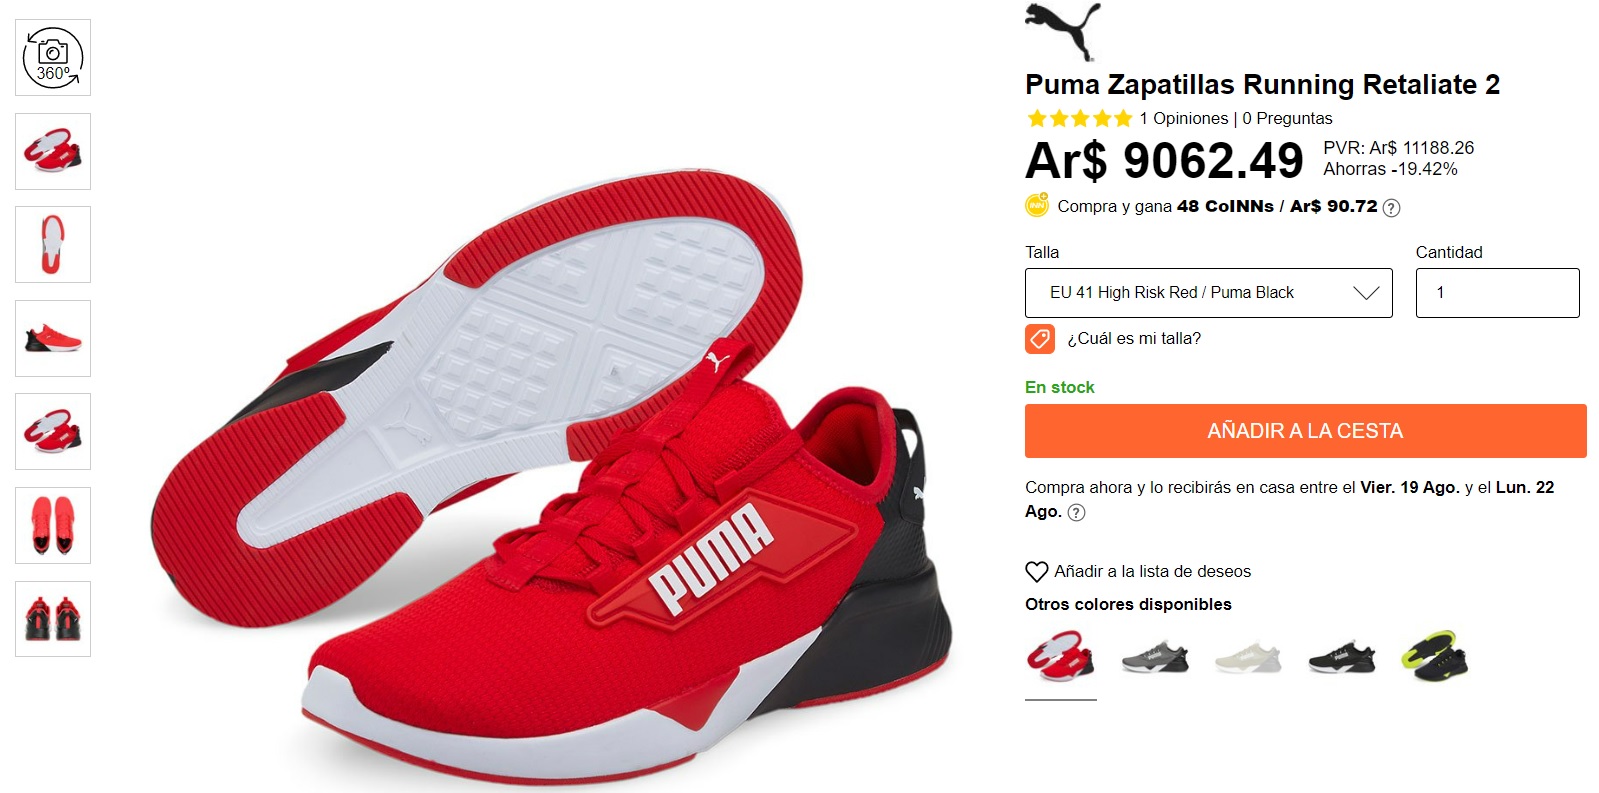 360º
PUMA
Puma Zapatillas Running Retaliate 2
1 Opiniones | 0 Preguntas
Ar$ 9062.49
PVR: Ar$ 11188.26
Ahorras -19.42%
INN
Compra y gana 48 CoINNs / Ar$ 90.72 ?
Talla
Cantidad
EU 41 High Risk Red / Puma Black
1
¿Cuál es mi talla?
En stock
AÑADIR A LA CESTA
Compra ahora y lo recibirás en casa entre el Vier. 19 Ago. y el Lun. 22
Ago. ?
Añadir a la lista de deseos
Otros colores disponibles